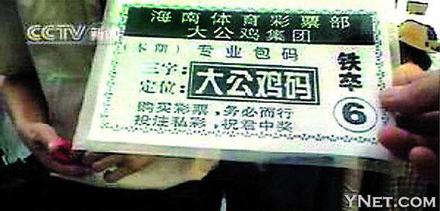 CCTV 新闻
海南体育彩票部
大公鸡集团
专业包码
三字:
定位:
大公鸡码
铁卒
6
购买彩票,务必而行
投注私彩,祝君中奖
YNet.com